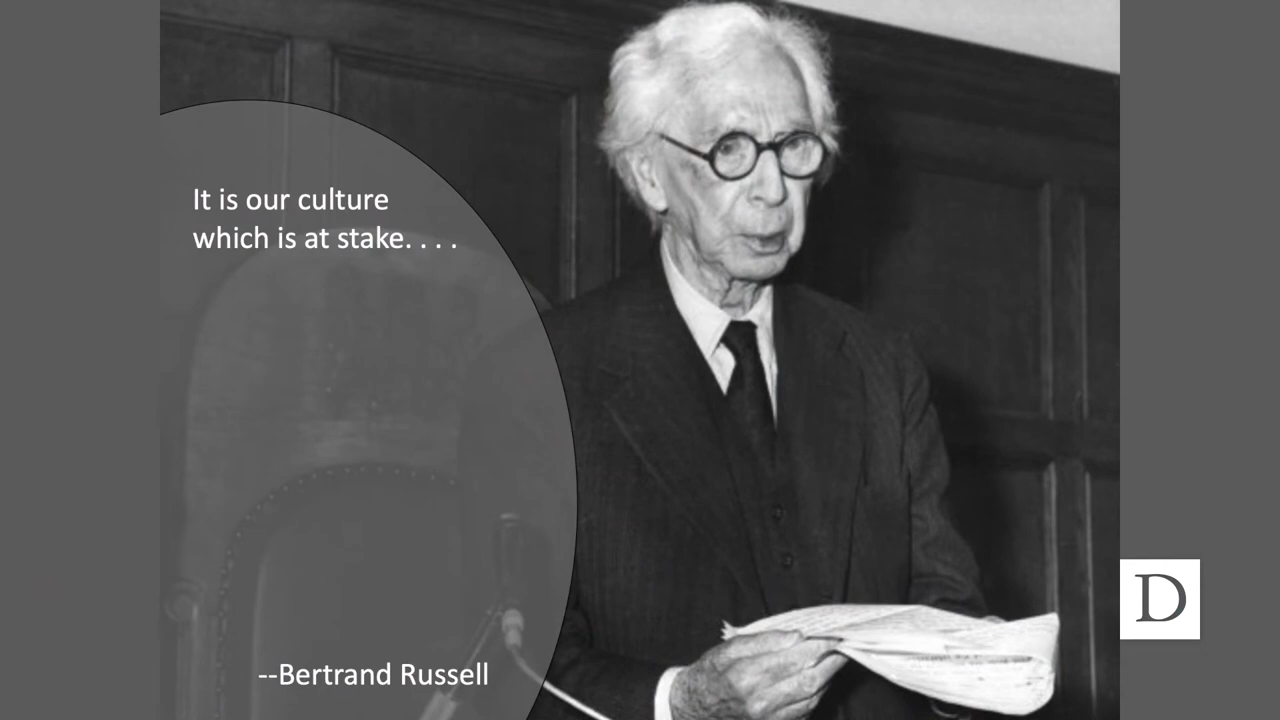 It is our culture
which is at stake. . . .
--Bertrand Russell
D